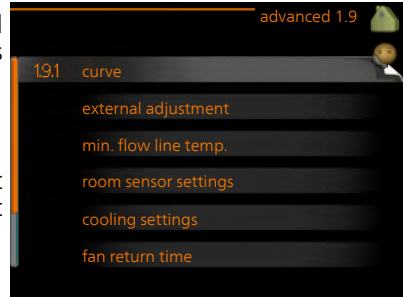 advanced 1.9
1.9.1 curve
external adjustment
min. flow line temp.
room sensor settings
cooling settings
fan return time